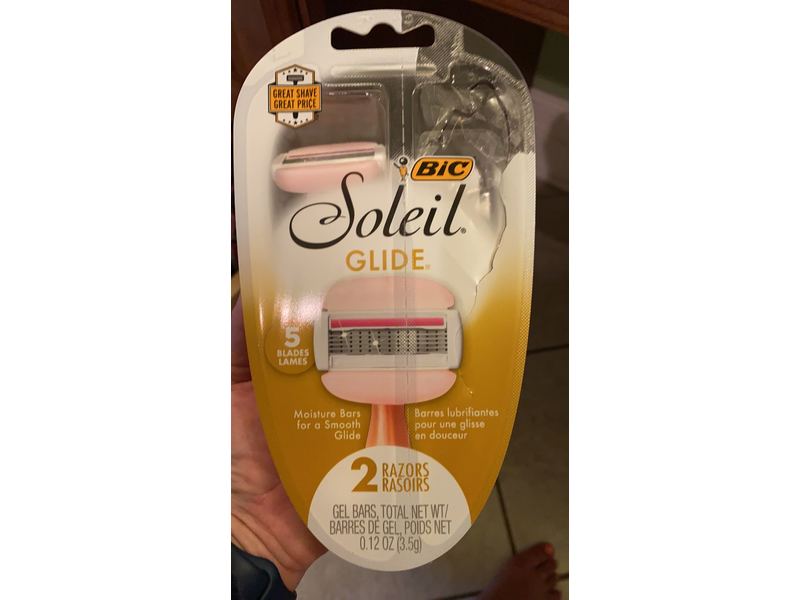 GREAT SHAVE
GREAT PRICE
BIC
Soleil®
GLIDE®
5
BLADES
LAMES
Moisture Bars
for a Smooth
Glide
Barres lubrifiantes
pour une glisse
en douceur
2 RAZORS
RASOIRS
GEL BARS, TOTAL NET WT/
BARRES DE GEL, POIDS NET
0.12 OZ (3.5g)